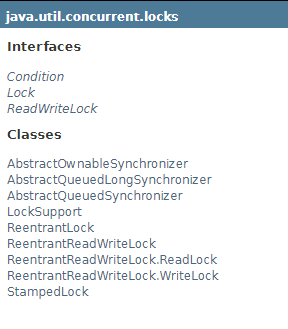 java.util.concurrent.locks
Interfaces
Condition
Lock
ReadWriteLock
Classes
AbstractOwnableSynchronizer
AbstractQueuedLongSynchronizer
AbstractQueuedSynchronizer
LockSupport
ReentrantLock
ReentrantReadWriteLock
ReentrantReadWriteLock.ReadLock
ReentrantReadWriteLock.WriteLock
StampedLock